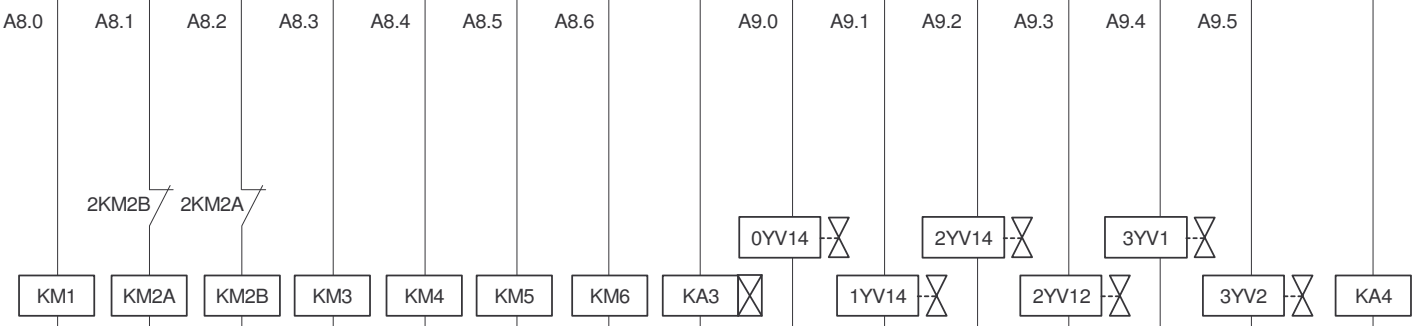 A8.0 A8.1 A8.2 A8.3 A8.4 A8.5 A8.6 A9.0 A9.1 A9.2 A9.3 A9.4 A9.5
2KM2B 2KM2A
0YV14 2YV14 3YV1
KM1 KM2A KM2B KM3 KM4 KM5 KM6 KA3 1YV14 2YV12 3YV2 KA4